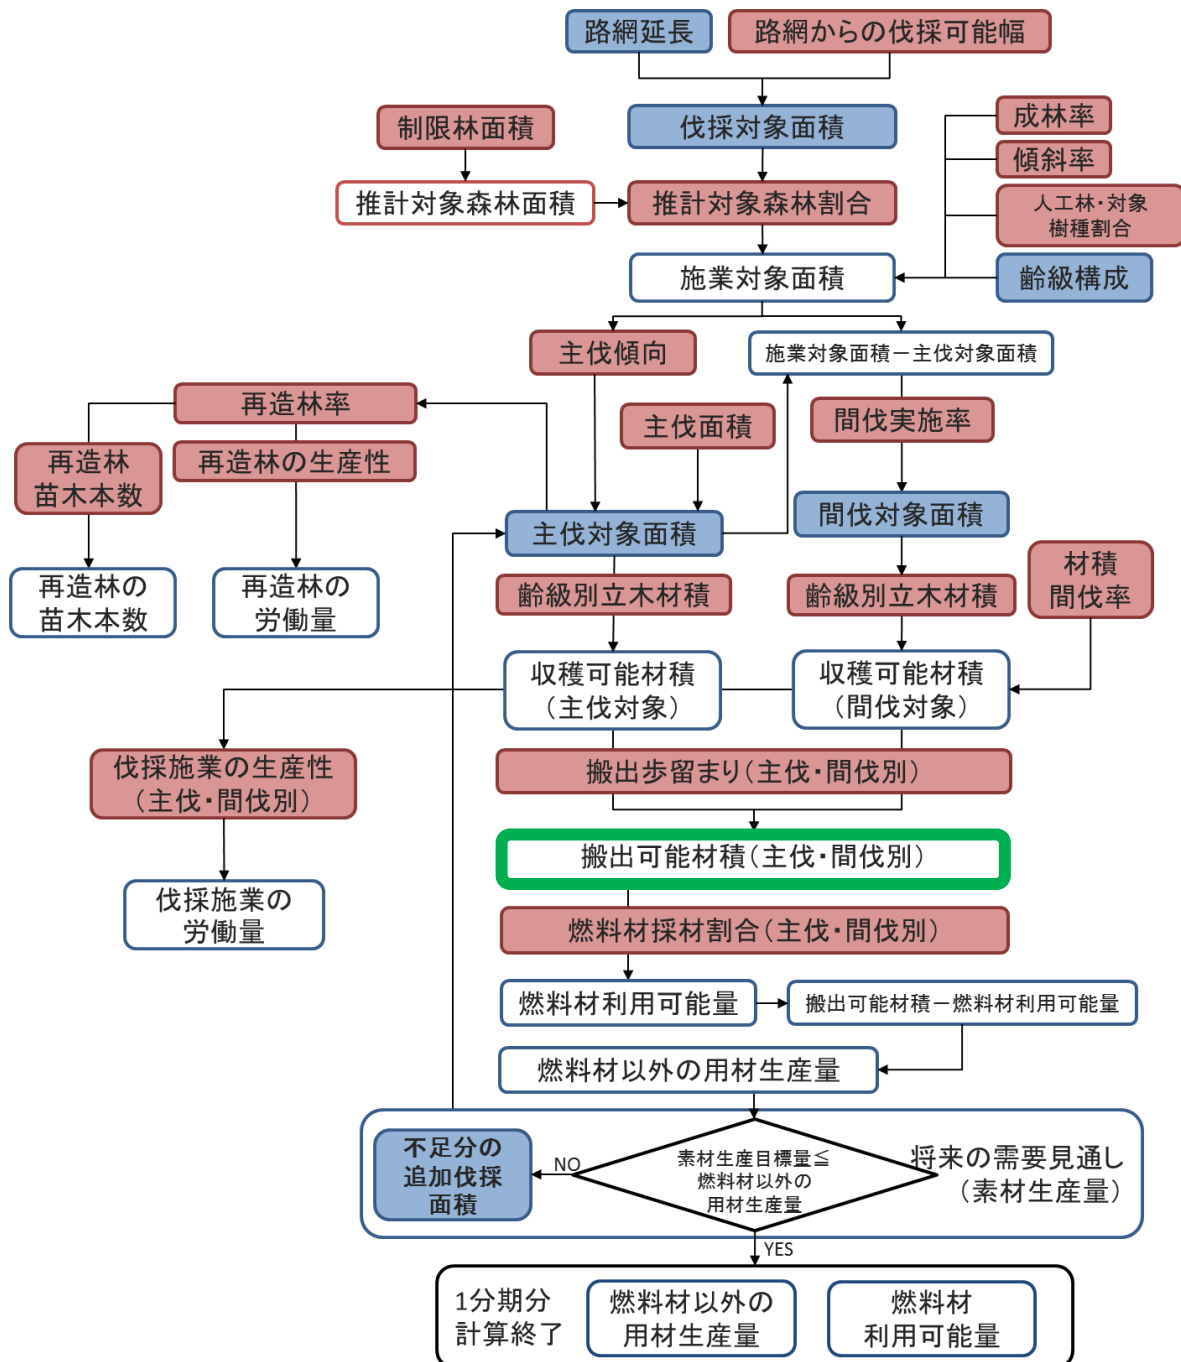 路網延長
路網からの伐採可能幅
制限林面積
伐採対象面積
成林率
傾斜率
推計対象森林面積
推計対象森林割合
人工林・対象
樹種割合
施業対象面積
齢級構成
主伐傾向
施業対象面積－主伐対象面積
再造林率
主伐面積
間伐実施率
再造林
苗木本数
再造林の生産性
主伐対象面積
間伐対象面積
再造林の
苗木本数
再造林の
労働量
齢級別立木材積
齢級別立木材積
材積
間伐率
収穫可能材積
（主伐対象）
収穫可能材積
（間伐対象）
伐採施業の生産性
（主伐・間伐別）
搬出歩留まり（主伐・間伐別）
搬出可能材積（主伐・間伐別）
伐採施業の
労働量
燃料材採材割合（主伐・間伐別）
燃料材利用可能量
搬出可能材積－燃料材利用可能量
燃料材以外の用材生産量
不足分の
追加伐採
面積
NO
素材生産目標量≦
燃料材以外の
用材生産量
将来の需要見通し
（素材生産量）
YES
1分期分
計算終了
燃料材以外の
用材生産量
燃料材
利用可能量